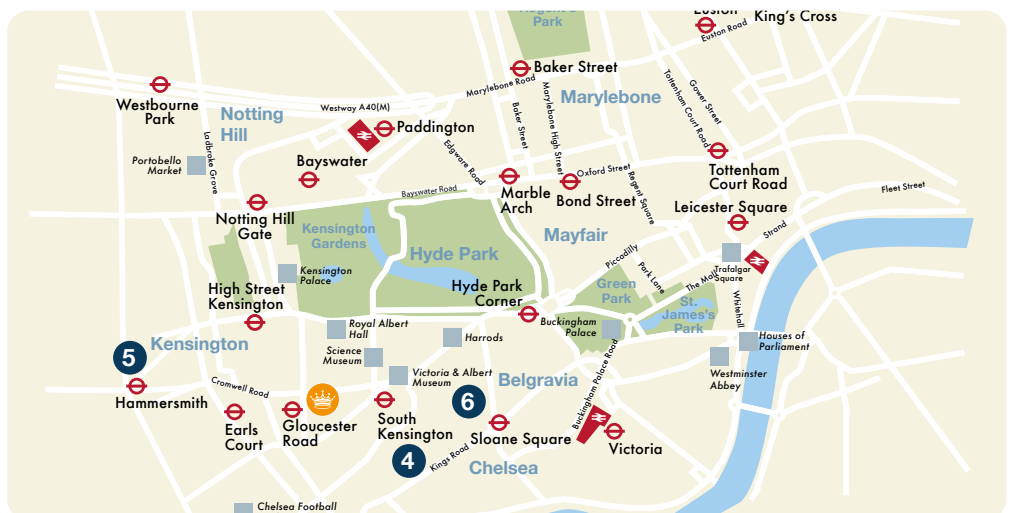 Regent's
Park
Euston
King's Cross
Euston Road
Baker Street
Marylebone Road
Marylebone
Tottenham Court Road
Gower Street
Westbourne
Park
Westway A40(M)
Notting
Hill
Paddington
Baker Street
Marylebone High Street
Ladbroke Grove
Portobello
Market
Bayswater
Edgware Road
Oxford Street
Tottenham
Court Road
Bayswater Road
Marble
Arch
Bond Street
Regent Square
Fleet Street
Leicester Square
Notting Hill
Gate
Kensington
Gardens
Hyde Park
Mayfair
Strand
Piccadilly
Trafalgar
Square
Kensington
Palace
Park Lane
The Mall
High Street
Kensington
Hyde Park
Corner
Green
Park
St.
James's
Park
Whitehall
Royal Albert
Hall
Buckingham
Palace
Harrods
Houses of
Parliament
Kensington
5
Science
Museum
Victoria & Albert
Museum
Belgravia
Buckingham Palace Road
Westminster
Abbey
Cromwell Road
Hammersmith
6
Earls
Court
Gloucester
Road
South
Kensington
Sloane Square
Victoria
4
Kings Road
Chelsea
Chelsea Football